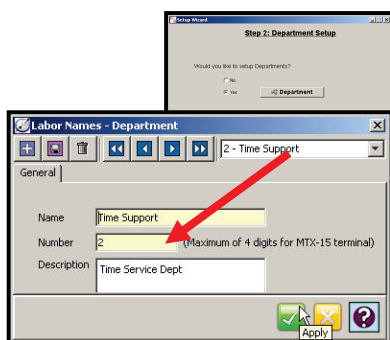 Setup Wizard
Step 2: Department Setup
Would you like to setup Departments?
No
Yes
Department
Labor Names - Department
2 - Time Support
General
Name
Time Support
Number
2
(Maximum of 4 digits for MTX-15 terminal)
Description
Time Service Dept
Apply